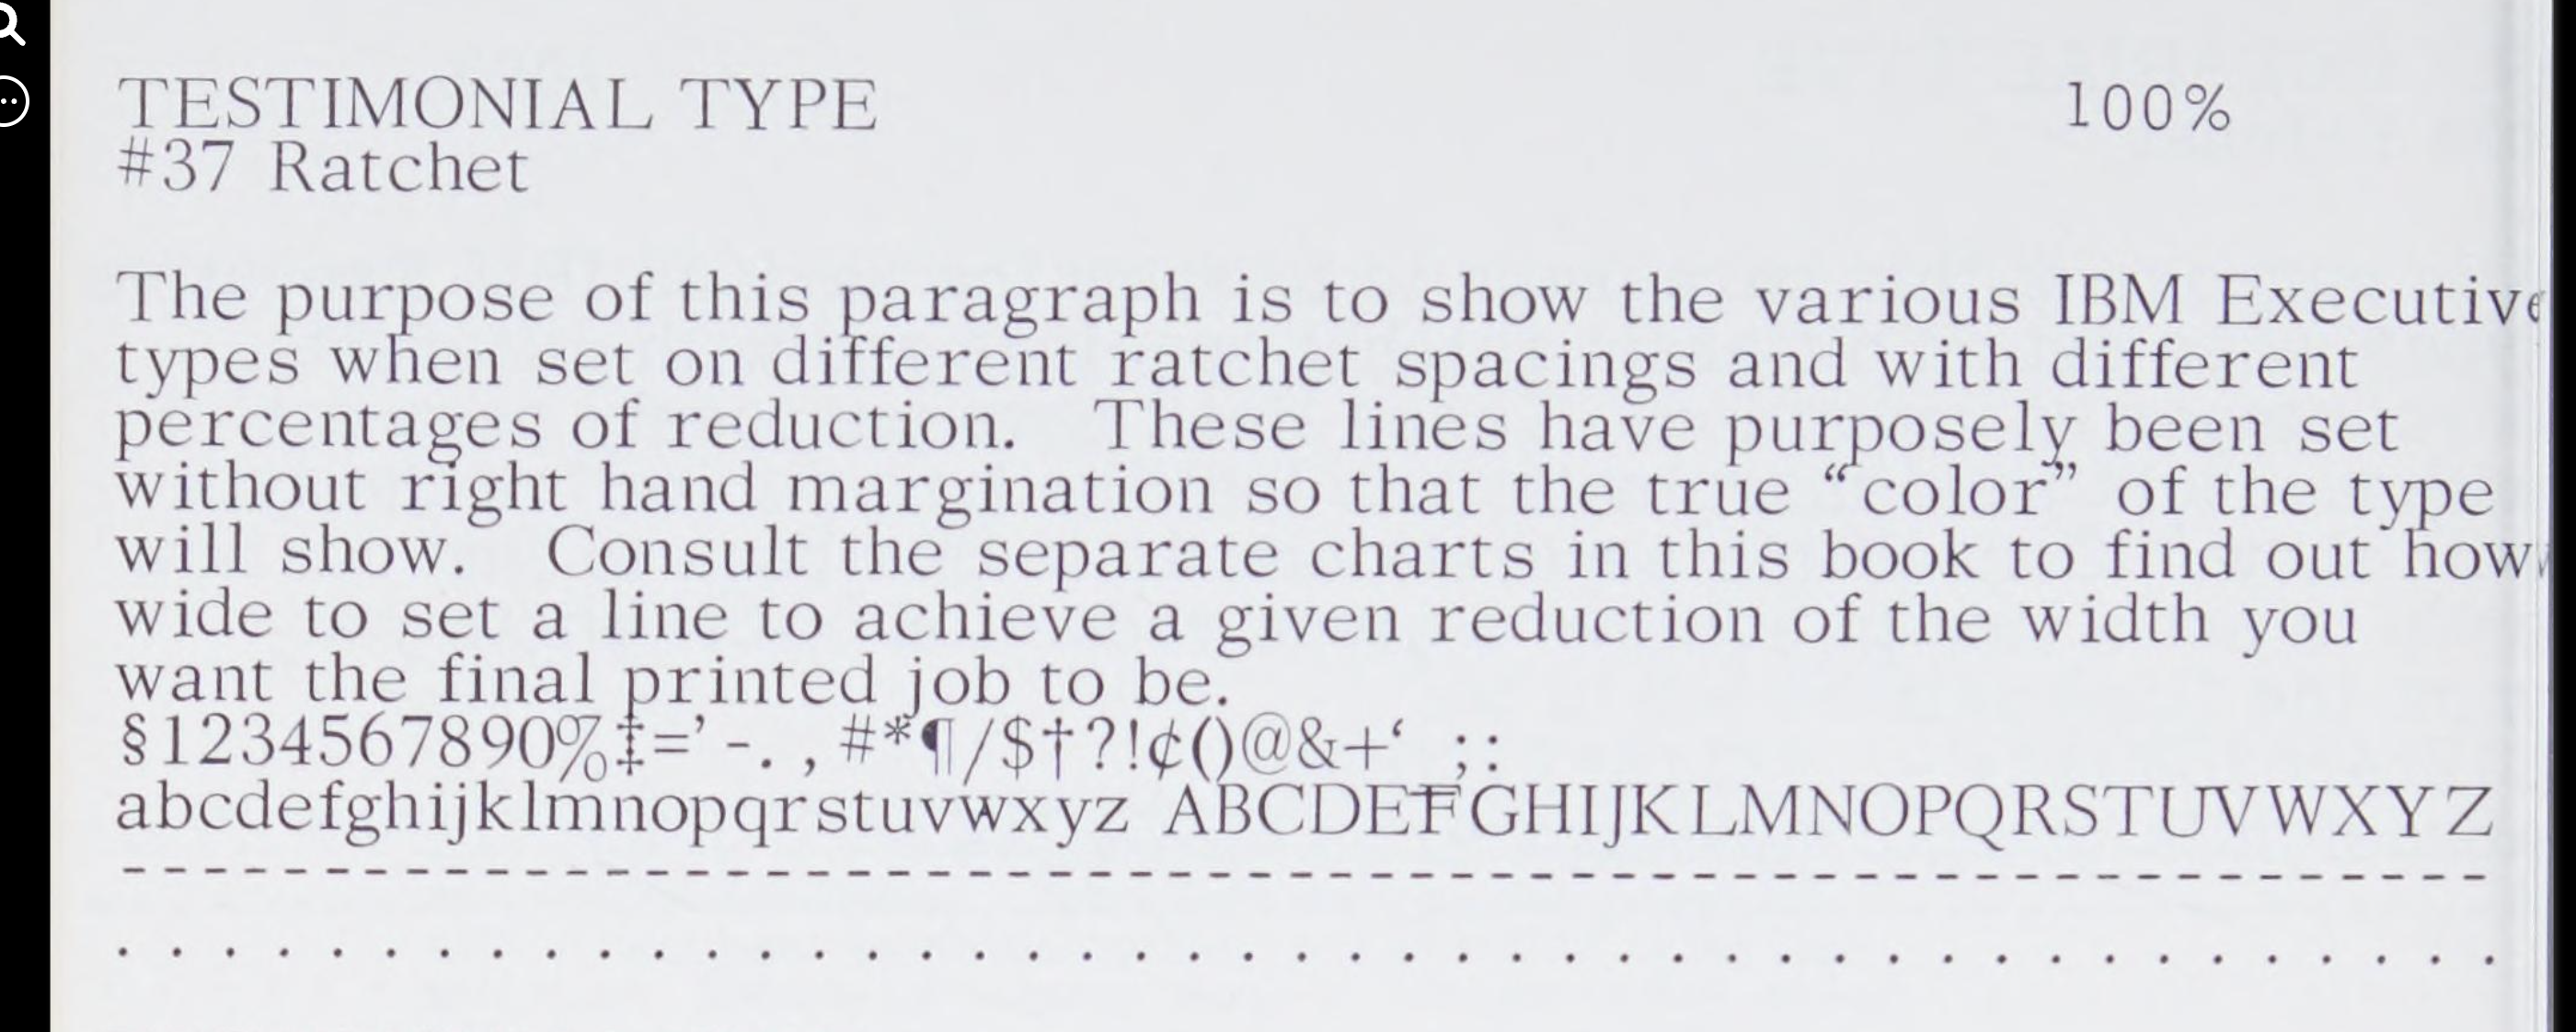 TESTIMONIAL TYPE 100%
#37 Ratchet
The purpose of this paragraph is to show the various IBM Executive
types when set on different ratchet spacings and with different
percentages of reduction. These lines have purposely been set
without right hand margination so that the true “color” of the type
will show. Consult the separate charts in this book to find out how
wide to set a line to achieve a given reduction of the width you
want the final printed job to be.
§1234567890%‡=’-.,#*¶/$†?!¢()@&+‘ ;:
abcdefghijklmnopqrstuvwxyz ABCDEFGHIJKLMNOPQRSTUVWXYZ
- - - - - - - - - - - - - - - - - - - - - - - - - - - - - - - - - - - - - - - - - - - - - - - - - - - - - - - - - - -
. . . . . . . . . . . . . . . . . . . . . . . . . . . . . . . . . . . . . . . . . . . . .